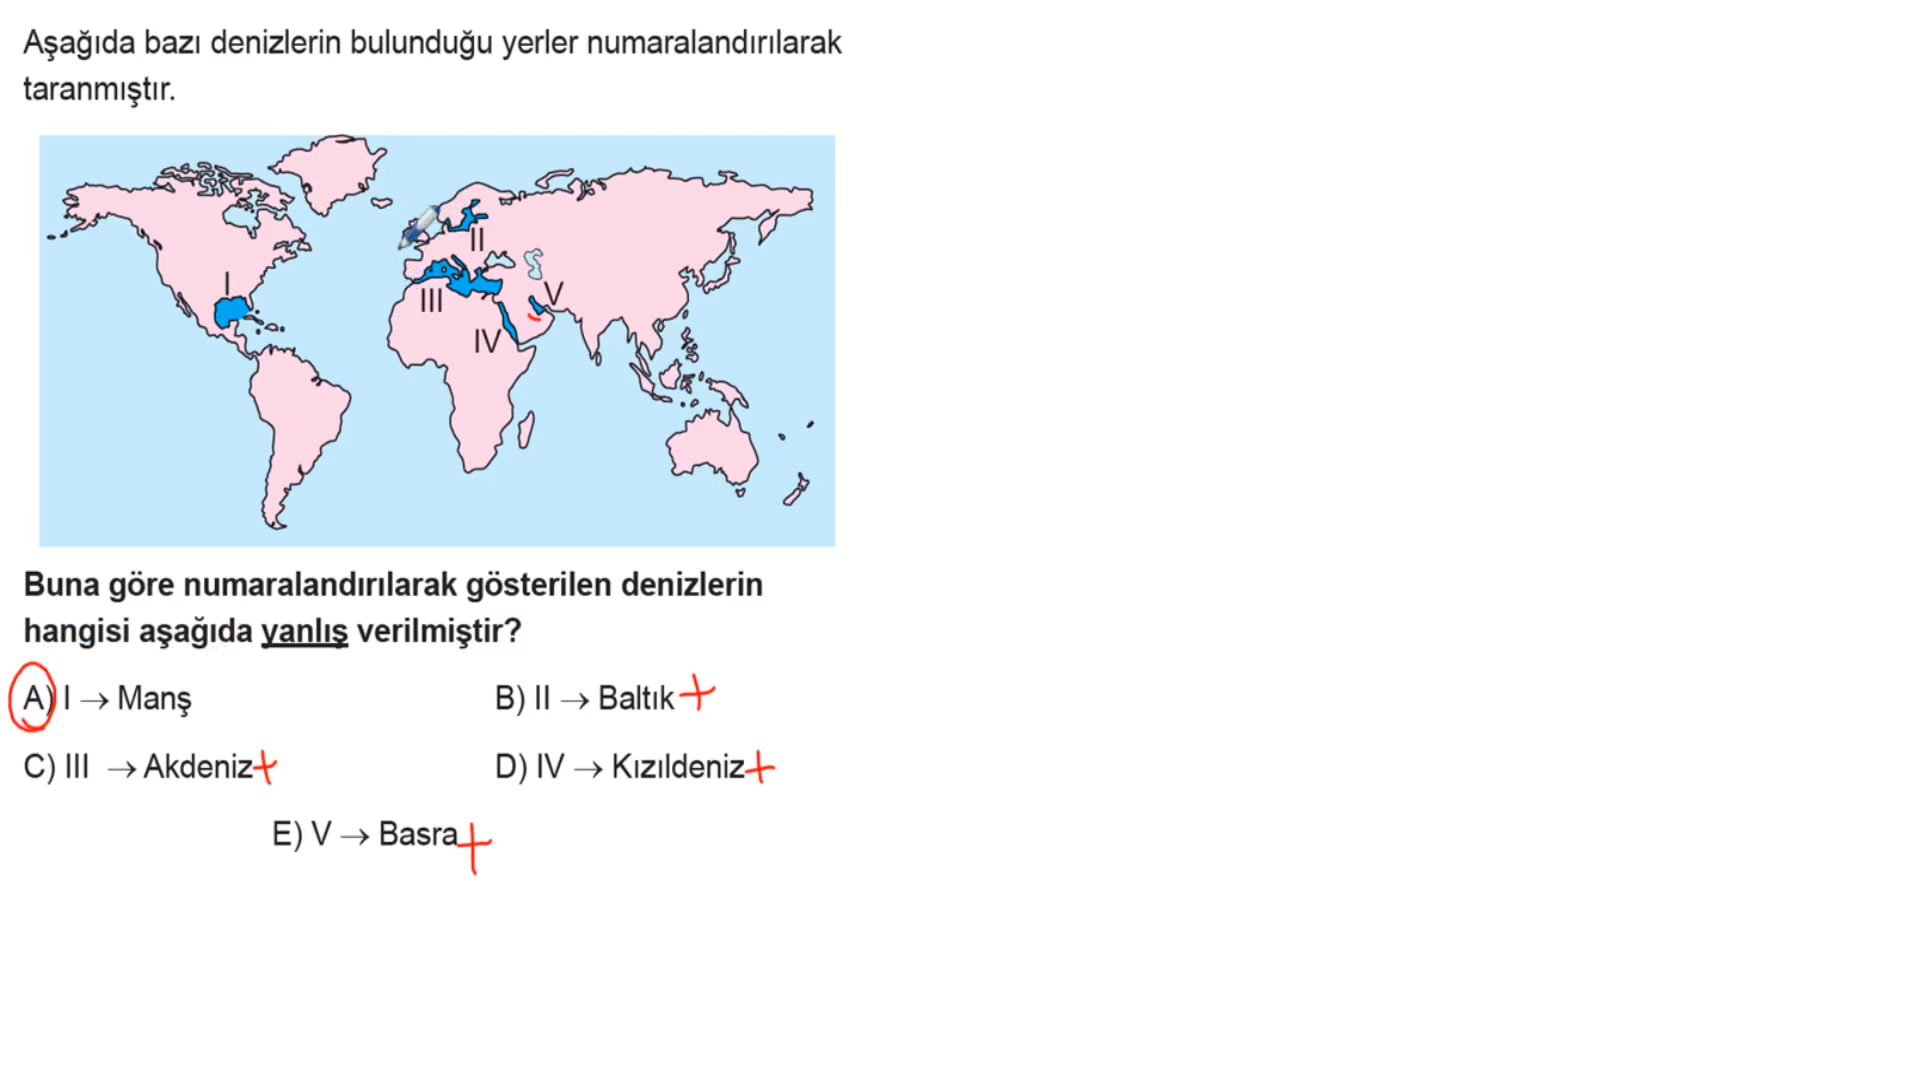 Aşağıda bazı denizlerin bulunduğu yerler numaralandırılarak
taranmıştır.
II
I
V
III
IV
Buna göre numaralandırılarak gösterilen denizlerin
hangisi aşağıda yanlış verilmiştir?
A) I → Manş
B) II → Baltık +
C) III → Akdeniz +
D) IV → Kızıldeniz +
E) V → Basra +